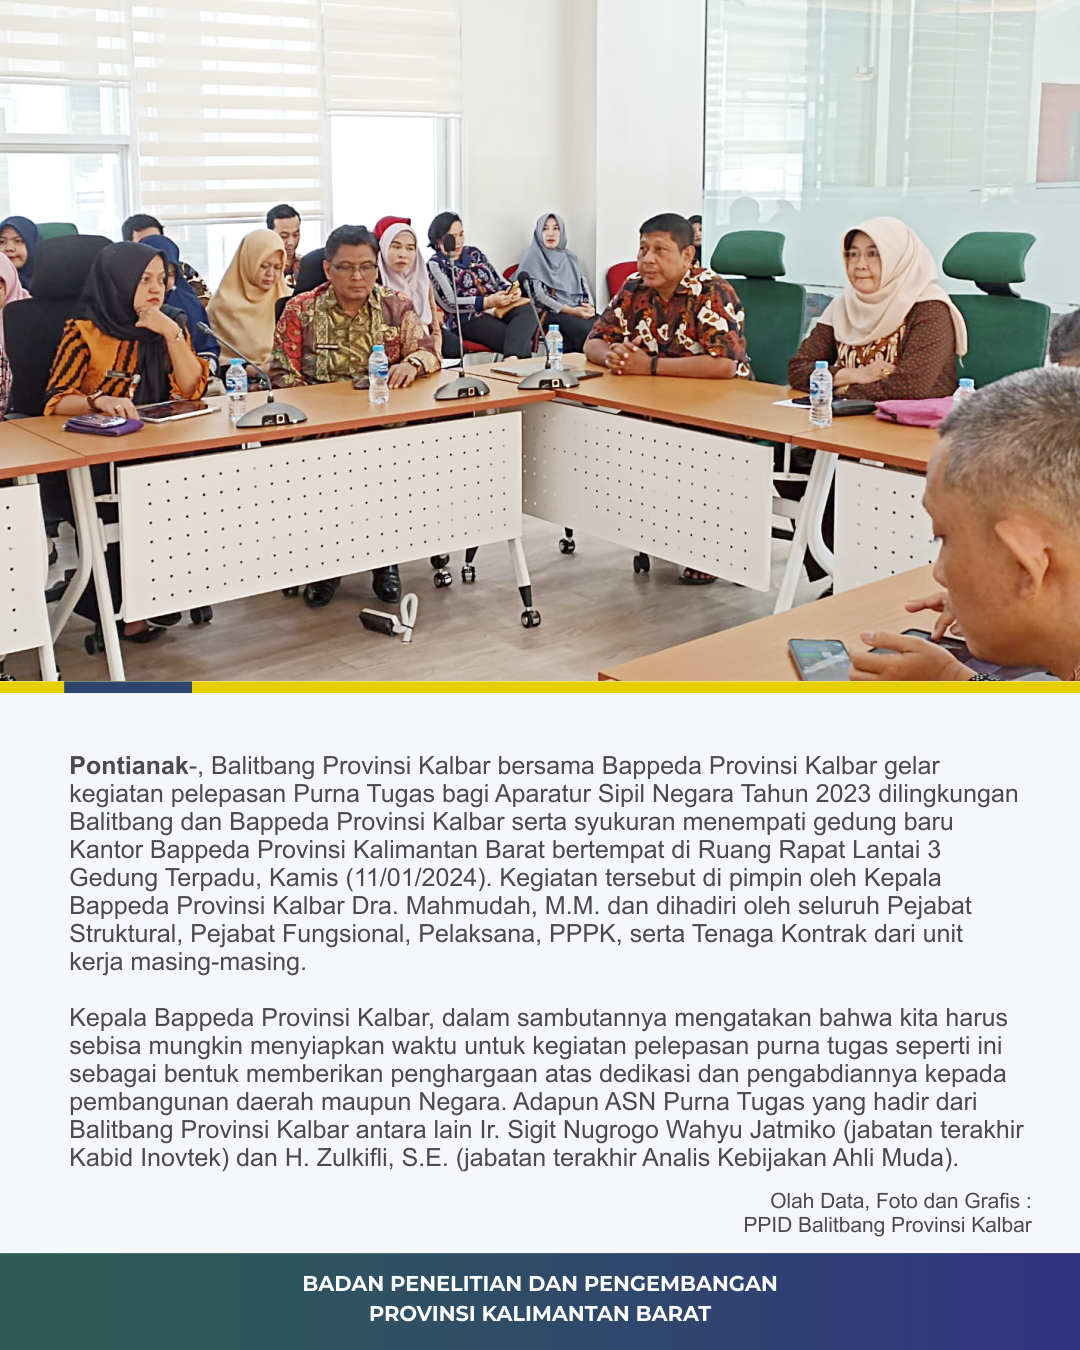 Pontianak-, Balitbang Provinsi Kalbar bersama Bappeda Provinsi Kalbar gelar
kegiatan pelepasan Purna Tugas bagi Aparatur Sipil Negara Tahun 2023 dilingkungan
Balitbang dan Bappeda Provinsi Kalbar serta syukuran menempati gedung baru
Kantor Bappeda Provinsi Kalimantan Barat bertempat di Ruang Rapat Lantai 3
Gedung Terpadu, Kamis (11/01/2024). Kegiatan tersebut di pimpin oleh Kepala
Bappeda Provinsi Kalbar Dra. Mahmudah, M.M. dan dihadiri oleh seluruh Pejabat
Struktural, Pejabat Fungsional, Pelaksana, PPPK, serta Tenaga Kontrak dari unit
kerja masing-masing.
Kepala Bappeda Provinsi Kalbar, dalam sambutannya mengatakan bahwa kita harus
sebisa mungkin menyiapkan waktu untuk kegiatan pelepasan purna tugas seperti ini
sebagai bentuk memberikan penghargaan atas dedikasi dan pengabdiannya kepada
pembangunan daerah maupun Negara. Adapun ASN Purna Tugas yang hadir dari
Balitbang Provinsi Kalbar antara lain Ir. Sigit Nugrogo Wahyu Jatmiko (jabatan terakhir
Kabid Inovtek) dan H. Zulkifli, S.E. (jabatan terakhir Analis Kebijakan Ahli Muda).
Olah Data, Foto dan Grafis :
PPID Balitbang Provinsi Kalbar
BADAN PENELITIAN DAN PENGEMBANGAN
PROVINSI KALIMANTAN BARAT